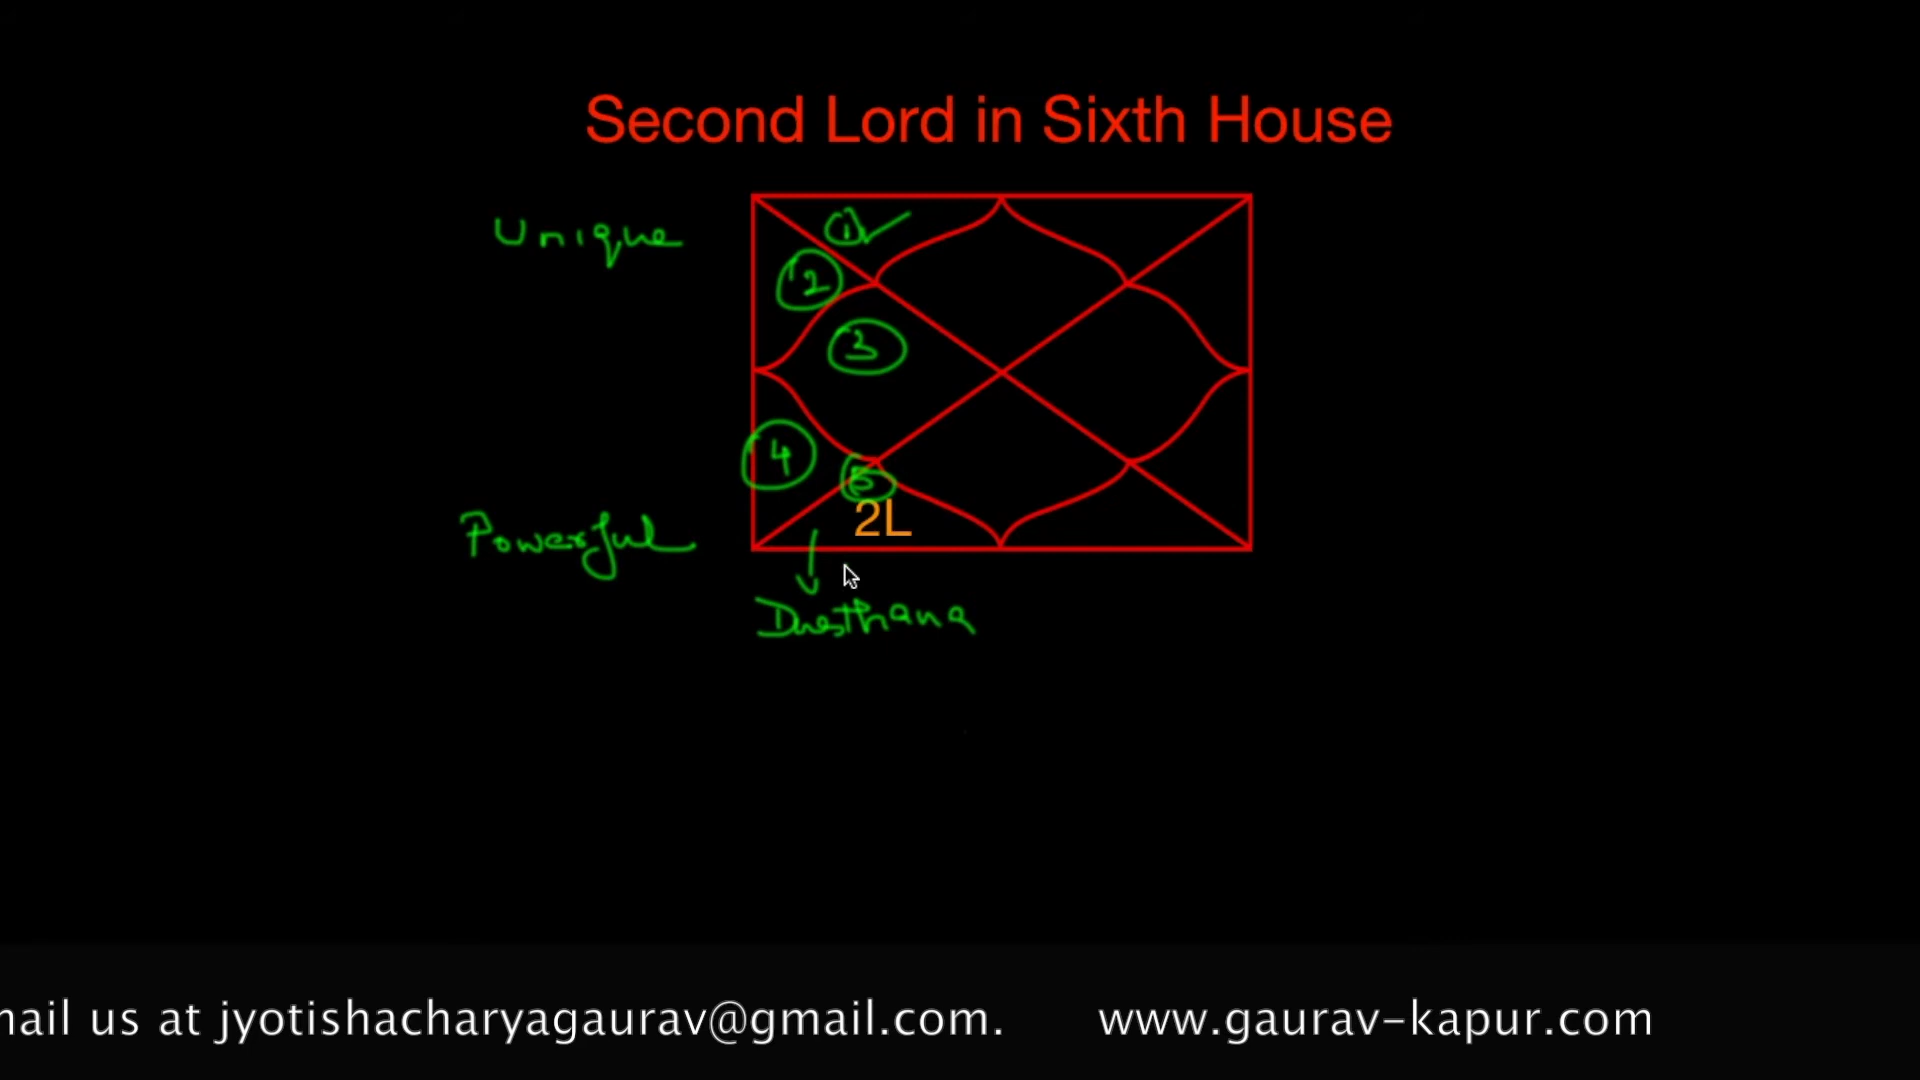 Second Lord in Sixth House
Unique
1
2
3
4
5
2L
Powerful
Dusthana
mail us at jyotishacharyagaurav@gmail.com. www.gaurav-kapur.com